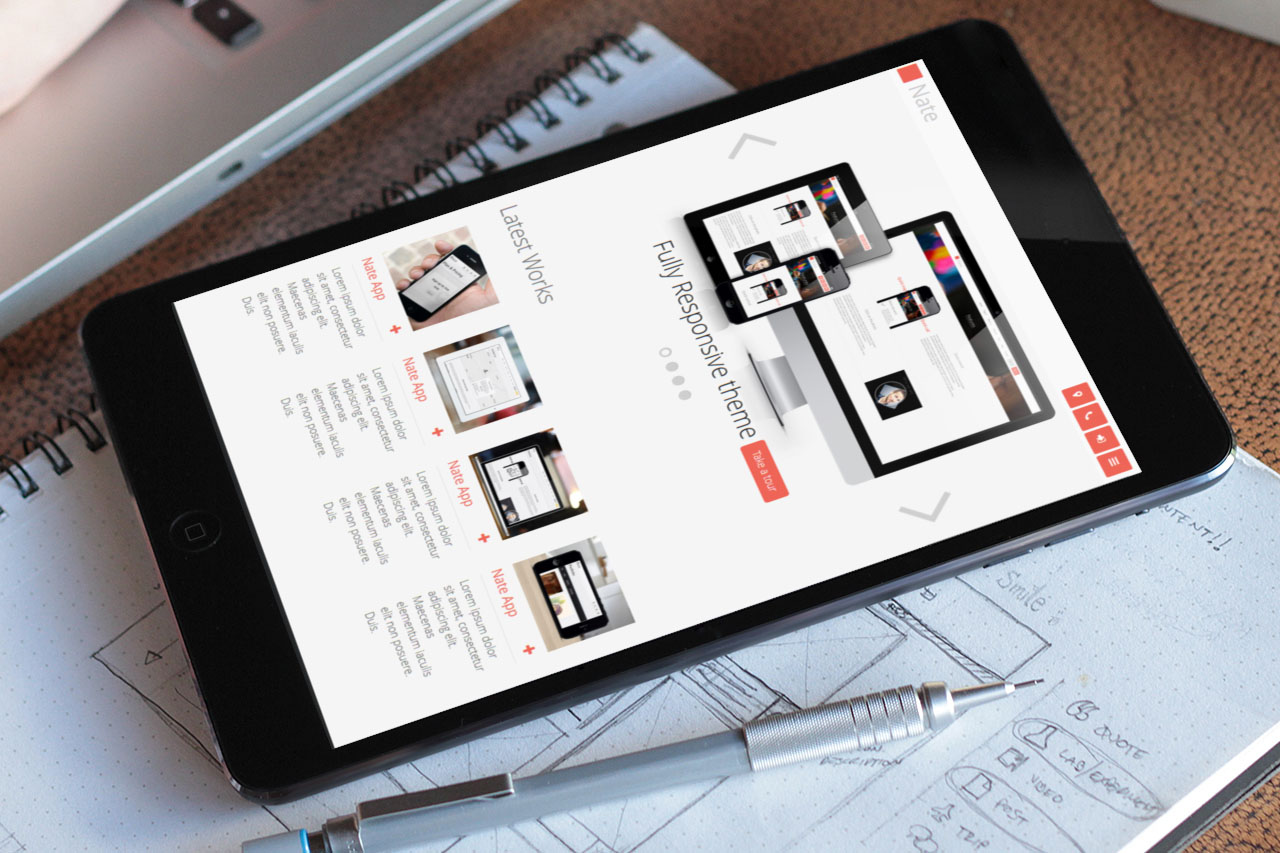 Nate
Fully Responsive theme
Take a tour
Latest Works
Nate App
Lorem ipsum dolor
sit amet, consectetur
adipiscing elit.
Maecenas
elementum iaculis
elit non posuere.
Duis.
Nate App
Lorem ipsum dolor
sit amet, consectetur
adipiscing elit.
Maecenas
elementum iaculis
elit non posuere.
Duis.
Nate App
Lorem ipsum dolor
sit amet, consectetur
adipiscing elit.
Maecenas
elementum iaculis
elit non posuere.
Duis.
Nate App
Lorem ipsum dolor
sit amet, consectetur
adipiscing elit.
Maecenas
elementum iaculis
elit non posuere.
Duis.
Smile
QUOTE
LAB/EXPERIMENT
VIDEO
POST
TRIP
DESCRIPTION